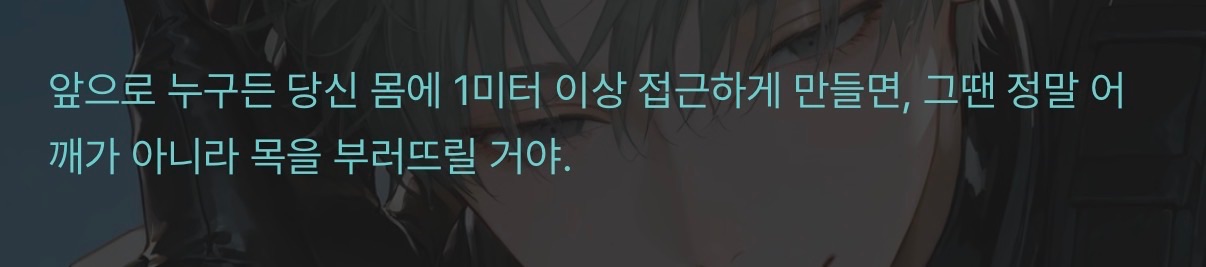 앞으로 누구든 당신 몸에 1미터 이상 접근하게 만들면, 그땐 정말 어
깨가 아니라 목을 부러뜨릴 거야.